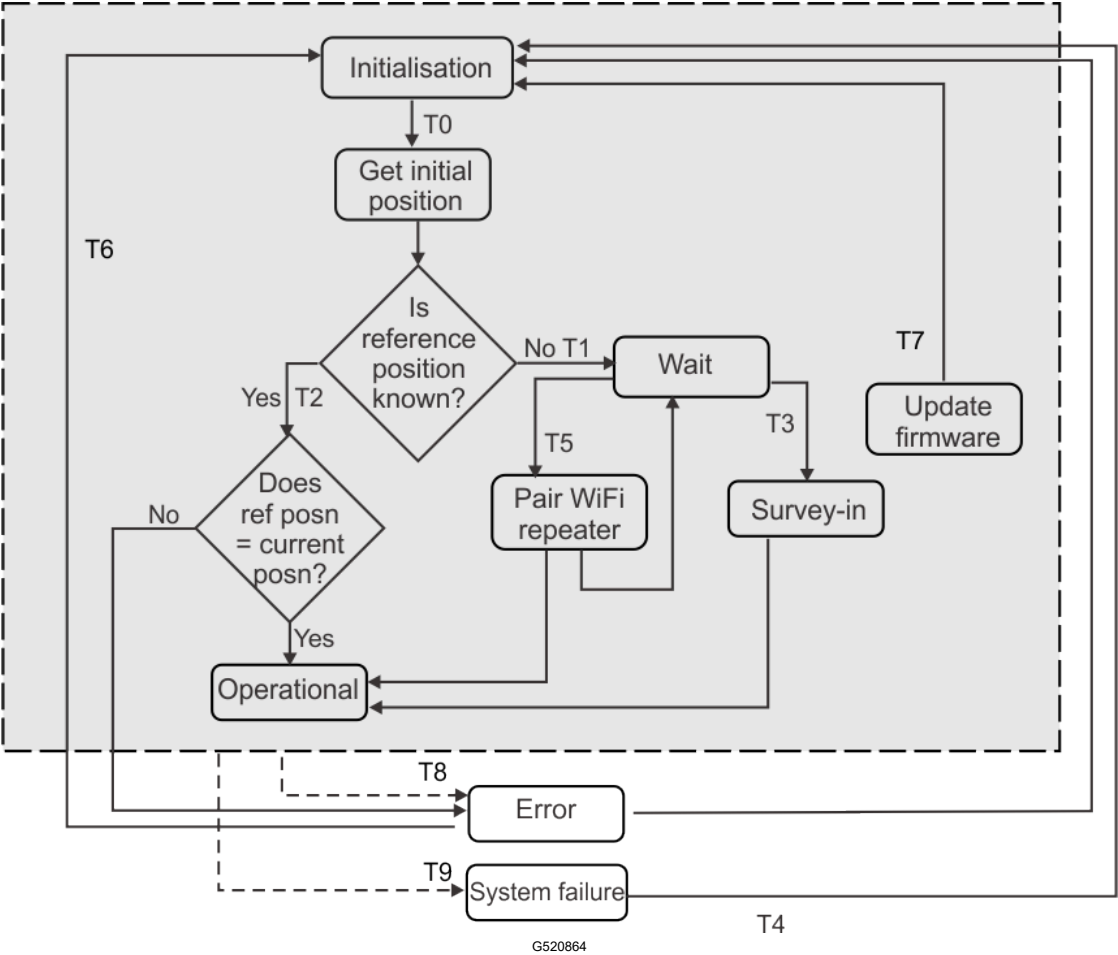 Initialisation
T0
Get initial
position
T6
Is
reference
position
known?
No T1
Wait
T7
Yes
T2
T3
Update
firmware
T5
Does
ref posn
= current
posn?
No
Pair WiFi
repeater
Survey-in
Yes
Operational
T8
Error
T9
System failure
T4
G520864